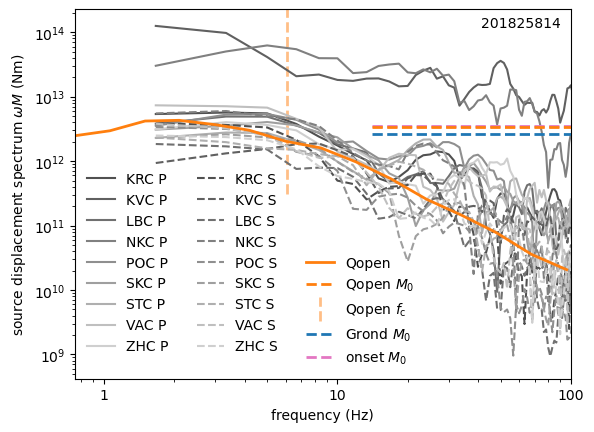 201825814
source displacement spectrum ωM (Nm)
10¹⁴
10¹³
10¹²
10¹¹
10¹⁰
10⁹
KRC P
KVC P
LBC P
NKC P
POC P
SKC P
STC P
VAC P
ZHC P
KRC S
KVC S
LBC S
NKC S
POC S
SKC S
STC S
VAC S
ZHC S
Qopen
Qopen M₀
Qopen f_c
Grond M₀
onset M₀
1
10
100
frequency (Hz)